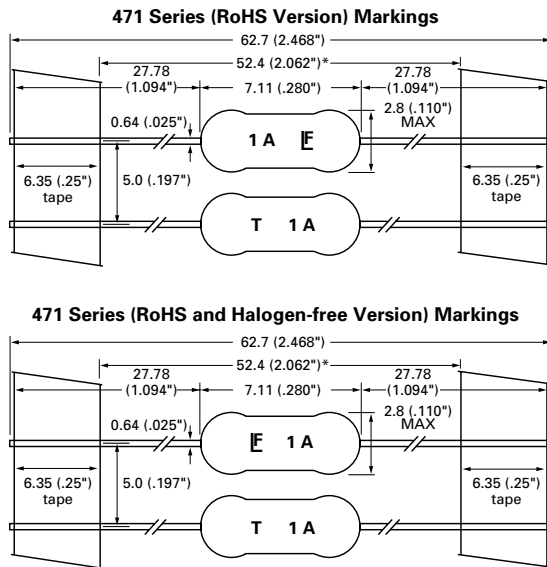 471 Series (RoHS Version) Markings
62.7 (2.468")
52.4 (2.062")*
27.78
(1.094")
7.11 (.280")
27.78
(1.094")
0.64 (.025")
2.8 (.110")
MAX
1 A LF
6.35 (.25")
tape
5.0 (.197")
6.35 (.25")
tape
T 1 A
471 Series (RoHS and Halogen-free Version) Markings
62.7 (2.468")
52.4 (2.062")*
27.78
(1.094")
7.11 (.280")
27.78
(1.094")
0.64 (.025")
2.8 (.110")
MAX
LF 1 A
6.35 (.25")
tape
5.0 (.197")
6.35 (.25")
tape
T 1 A